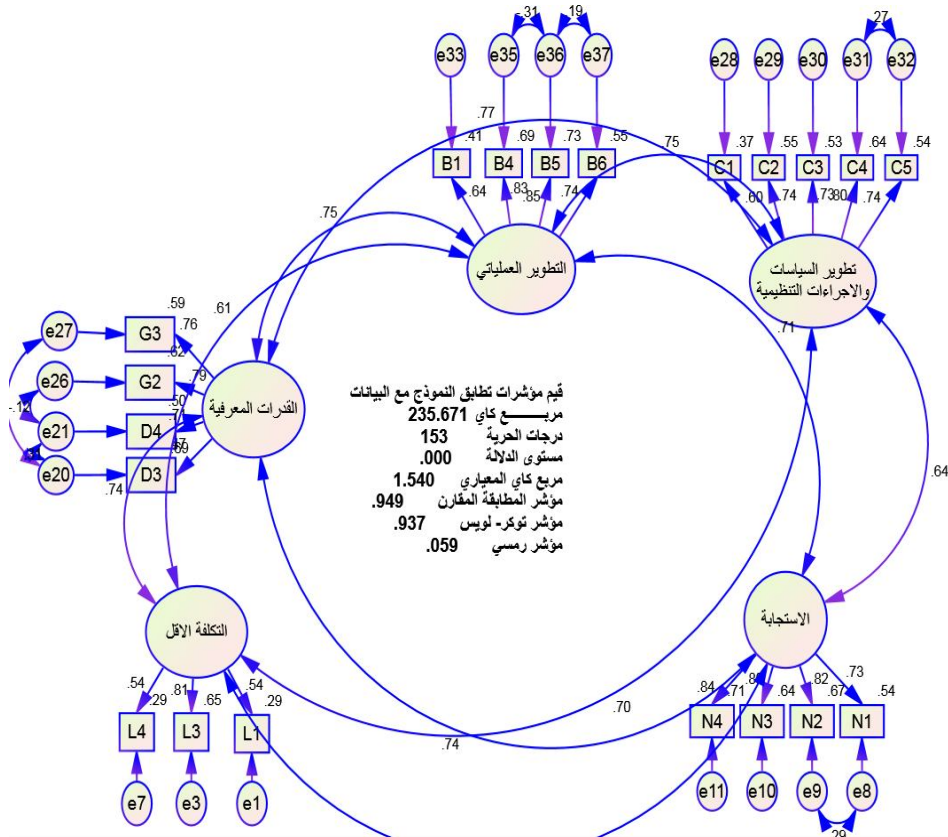 -.31 .19 27
e33 e35 e36 e37 e28 e29 e30 e31 e32
.77
.41 .69 .73 .55 .75 .37 .55 .53 .64 .54
B1 B4 B5 B6 C1 C2 C3 C4 C5
.64 .83 .85 .74 .60 .74 .73 .80 .74
.75
التطوير العملياتي
تطوير السياسات
والاجراءات التنظيمية
.59 .61
e27 G3 .76
.71
.62
e26 G2 .79
.50
القدرات المعرفية
e21 D4 .71
e20 D3 .69
.74
.64
قيم مؤشرات تطابق النموذج مع البيانات
مربــــــع كاي 235.671
درجات الحرية 153
مستوى الدلالة .000
مربع كاي المعياري 1.540
مؤشر المطابقة المقارن .949
مؤشر توكر- لويس .937
مؤشر رمسي .059
التكلفة الاقل
الاستجابة
.54 .81 .54 .84 .82 .73
.29 .65 .29 .71 .64 .67 .54
L4 L3 L1 N4 N3 N2 N1
.70
.74
e7 e3 e1 e11 e10 e9 e8
.29